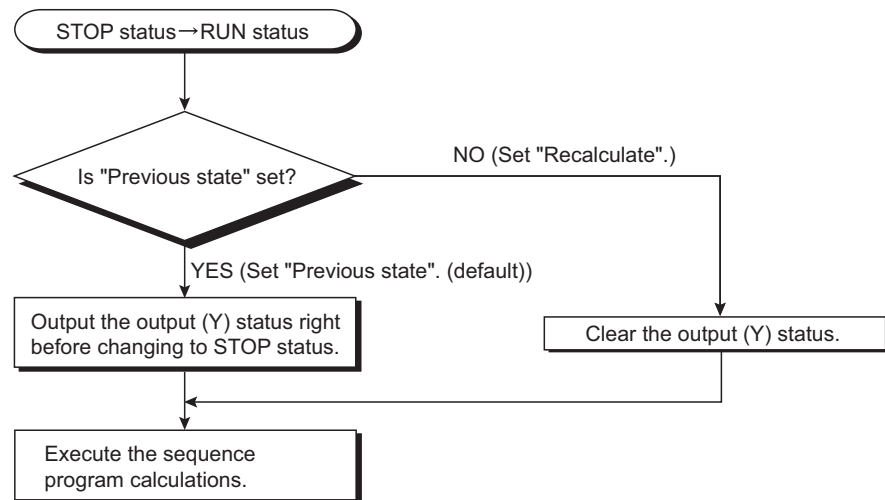 STOP status→RUN status
Is "Previous state" set?
NO (Set "Recalculate".)
YES (Set "Previous state". (default))
Output the output (Y) status right
before changing to STOP status.
Clear the output (Y) status.
Execute the sequence
program calculations.